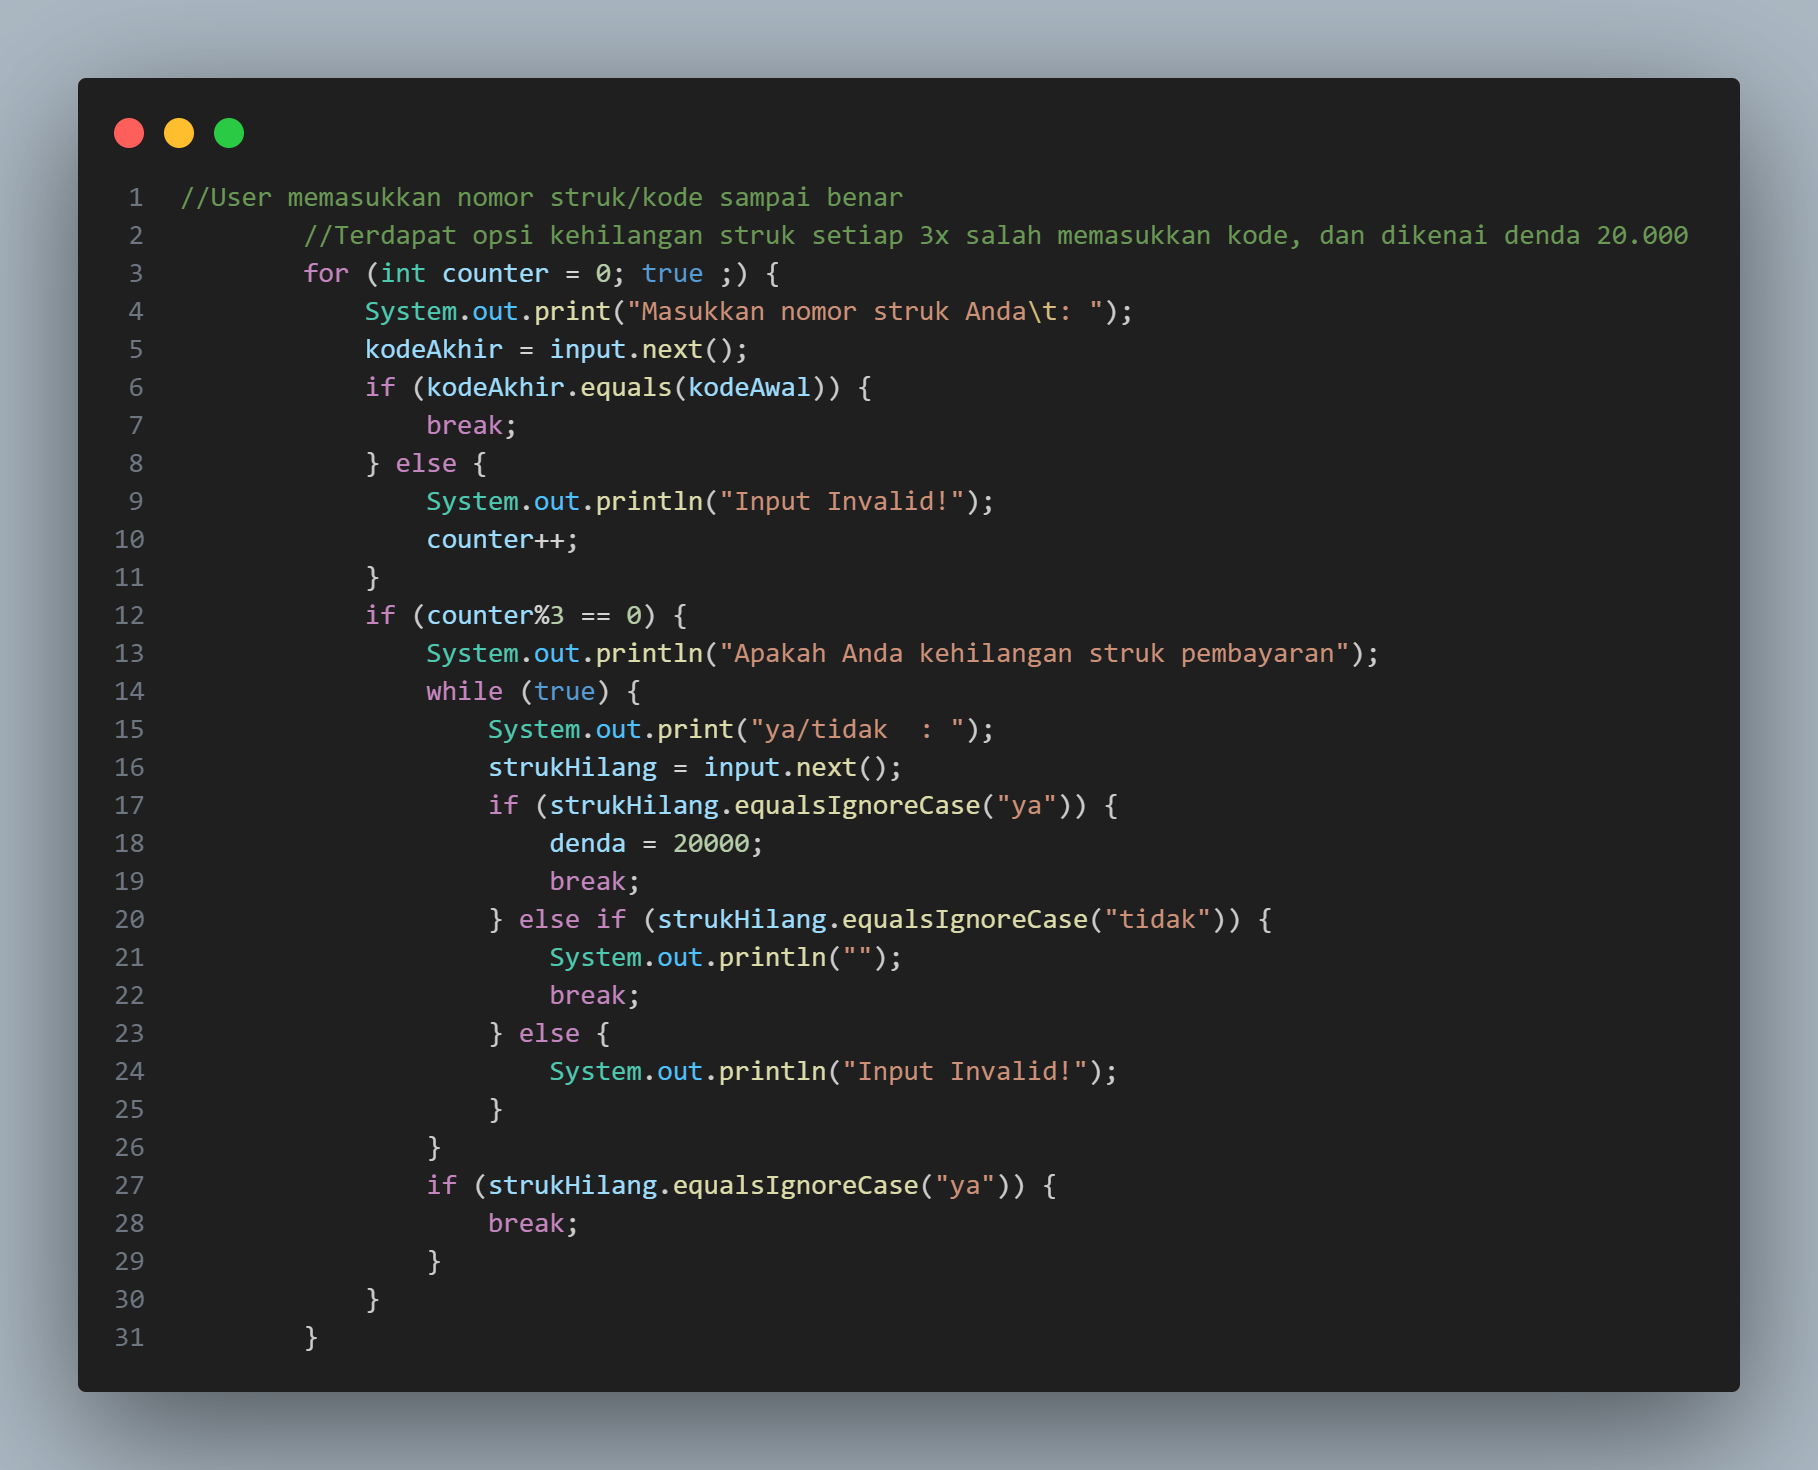 1 //User memasukkan nomor struk/kode sampai benar
2         //Terdapat opsi kehilangan struk setiap 3x salah memasukkan kode, dan dikenai denda 20.000
3         for (int counter = 0; true ;) {
4             System.out.print("Masukkan nomor struk Anda\t: ");
5             kodeAkhir = input.next();
6             if (kodeAkhir.equals(kodeAwal)) {
7                 break;
8             } else {
9                 System.out.println("Input Invalid!");
10                 counter++;
11             }
12             if (counter%3 == 0) {
13                 System.out.println("Apakah Anda kehilangan struk pembayaran");
14                 while (true) {
15                     System.out.print("ya/tidak  : ");
16                     strukHilang = input.next();
17                     if (strukHilang.equalsIgnoreCase("ya")) {
18                         denda = 20000;
19                         break;
20                     } else if (strukHilang.equalsIgnoreCase("tidak")) {
21                         System.out.println("");
22                         break;
23                     } else {
24                         System.out.println("Input Invalid!");
25                     }
26                 }
27                 if (strukHilang.equalsIgnoreCase("ya")) {
28                     break;
29                 }
30             }
31         }